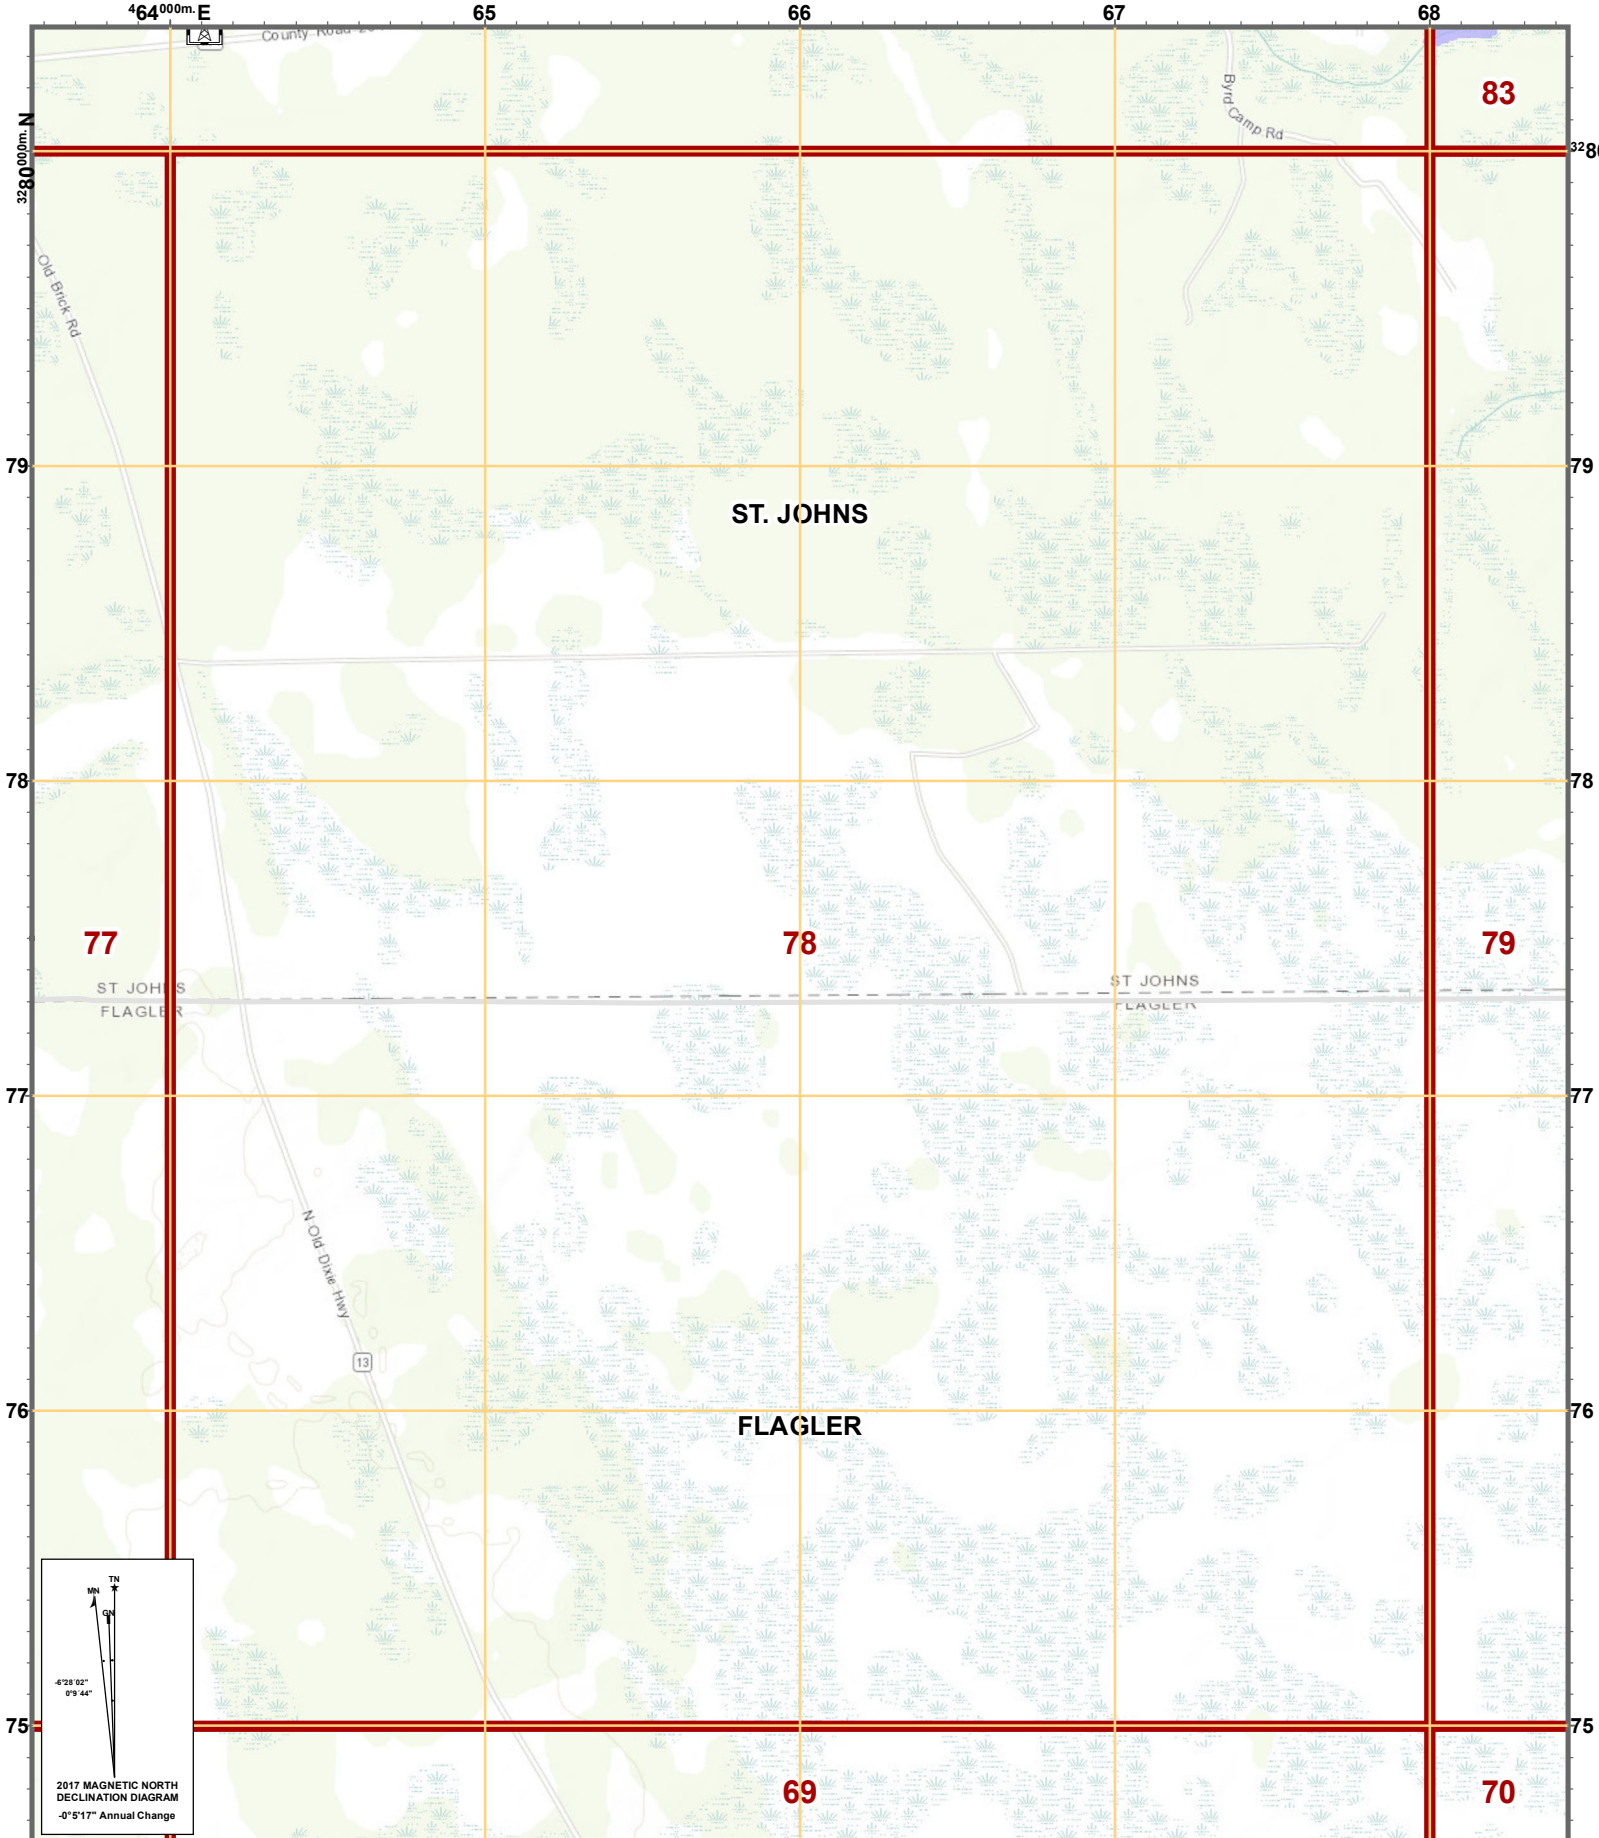 464000m. E 65 66 67 68
County Road
Byrd Camp Rd
83
3280000m. N
Old Brick Rd
79 79
ST. JOHNS
78 78
77 78 79
ST JOHNS ST JOHNS
FLAGLER FLAGLER
77 77
N Old Dixie Hwy
13
76 76
FLAGLER
TN
MN
GN
-6°28'02"
0°9'44"
75 75
2017 MAGNETIC NORTH
DECLINATION DIAGRAM
-0°5'17" Annual Change
69 70